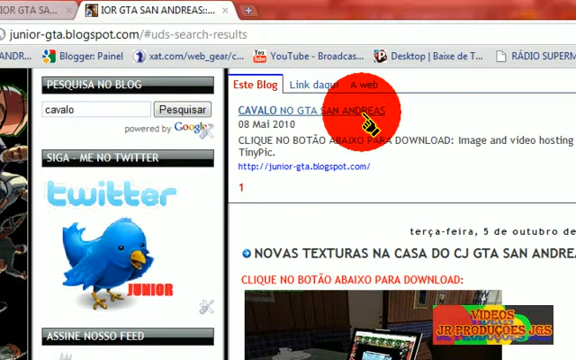 IOR GTA SA
IOR GTA SAN ANDREAS::.
junior-gta.blogspot.com/#uds-search-results
ANDR...
Blogger: Painel
xat.com/web_gear/c...
YouTube - Broadcas...
Desktop | Baixe de T...
RÁDIO SUPERM
PESQUISA NO BLOG
cavalo
Pesquisar
powered by Google
SIGA - ME NO TWITTER
twitter
JUNIOR
ASSINE NOSSO FEED
Este Blog
Link daqui
A web
CAVALO NO GTA SAN ANDREAS
08 Mai 2010
CLIQUE NO BOTÃO ABAIXO PARA DOWNLOAD: Image and video hosting
TinyPic.
http://junior-gta.blogspot.com/
1
terça-feira, 5 de outubro de
NOVAS TEXTURAS NA CASA DO CJ GTA SAN ANDREA
CLIQUE NO BOTÃO ABAIXO PARA DOWNLOAD:
VIDEOS
JR PRODUÇÕES JGS